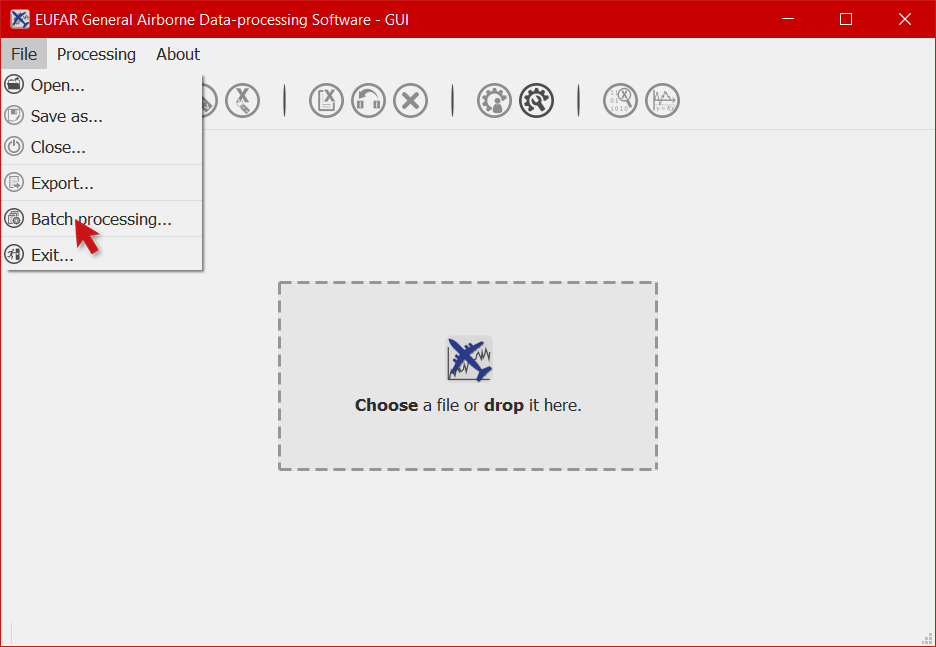 EUFAR General Airborne Data-processing Software - GUI
File Processing About
Open...
Save as...
Close...
Export...
Batch processing...
Exit...
Choose a file or drop it here.